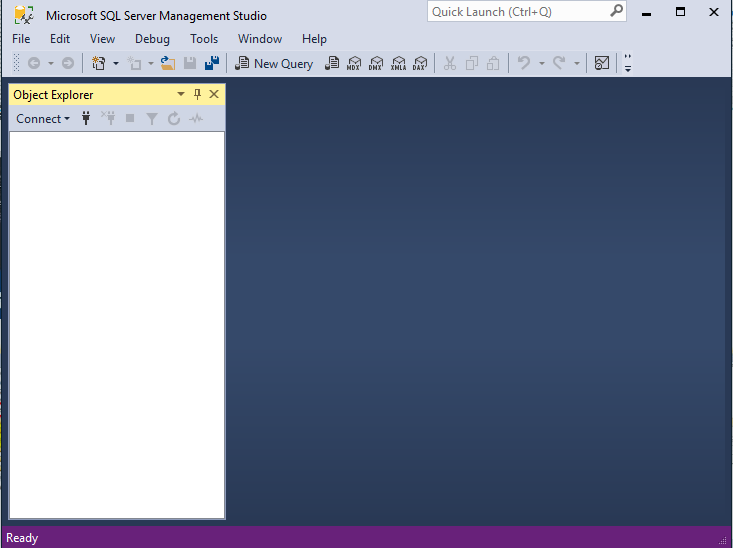 Microsoft SQL Server Management Studio
Quick Launch (Ctrl+Q)
File Edit View Debug Tools Window Help
New Query MDX DMX XMLA DAX
Object Explorer
Connect
Ready